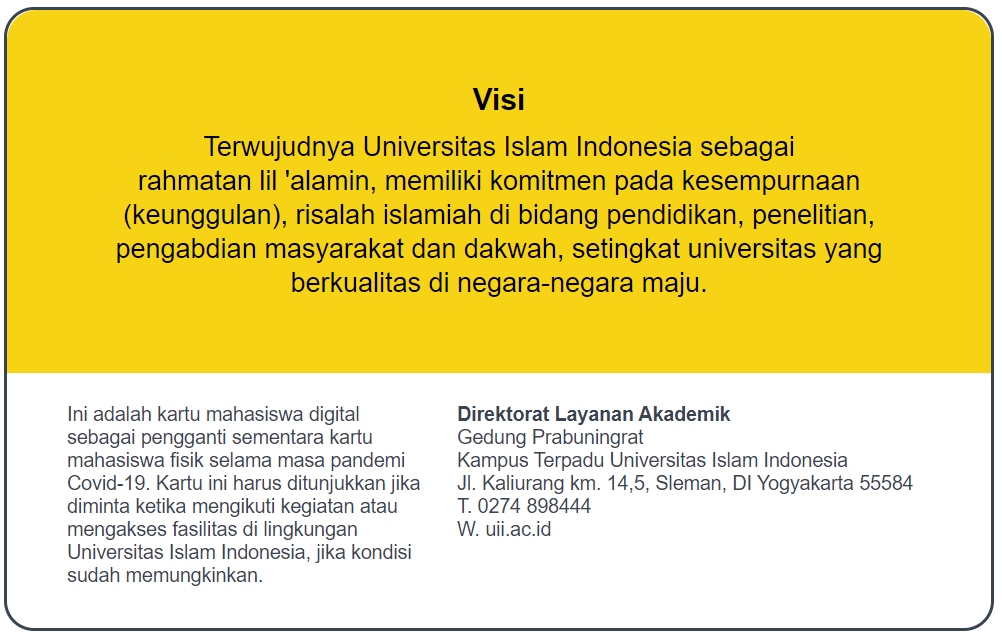 Visi
Terwujudnya Universitas Islam Indonesia sebagai
rahmatan lil 'alamin, memiliki komitmen pada kesempurnaan
(keunggulan), risalah islamiah di bidang pendidikan, penelitian,
pengabdian masyarakat dan dakwah, setingkat universitas yang
berkualitas di negara-negara maju.
Ini adalah kartu mahasiswa digital
sebagai pengganti sementara kartu
mahasiswa fisik selama masa pandemi
Covid-19. Kartu ini harus ditunjukkan jika
diminta ketika mengikuti kegiatan atau
mengakses fasilitas di lingkungan
Universitas Islam Indonesia, jika kondisi
sudah memungkinkan.
Direktorat Layanan Akademik
Gedung Prabuningrat
Kampus Terpadu Universitas Islam Indonesia
Jl. Kaliurang km. 14,5, Sleman, DI Yogyakarta 55584
T. 0274 898444
W. uii.ac.id